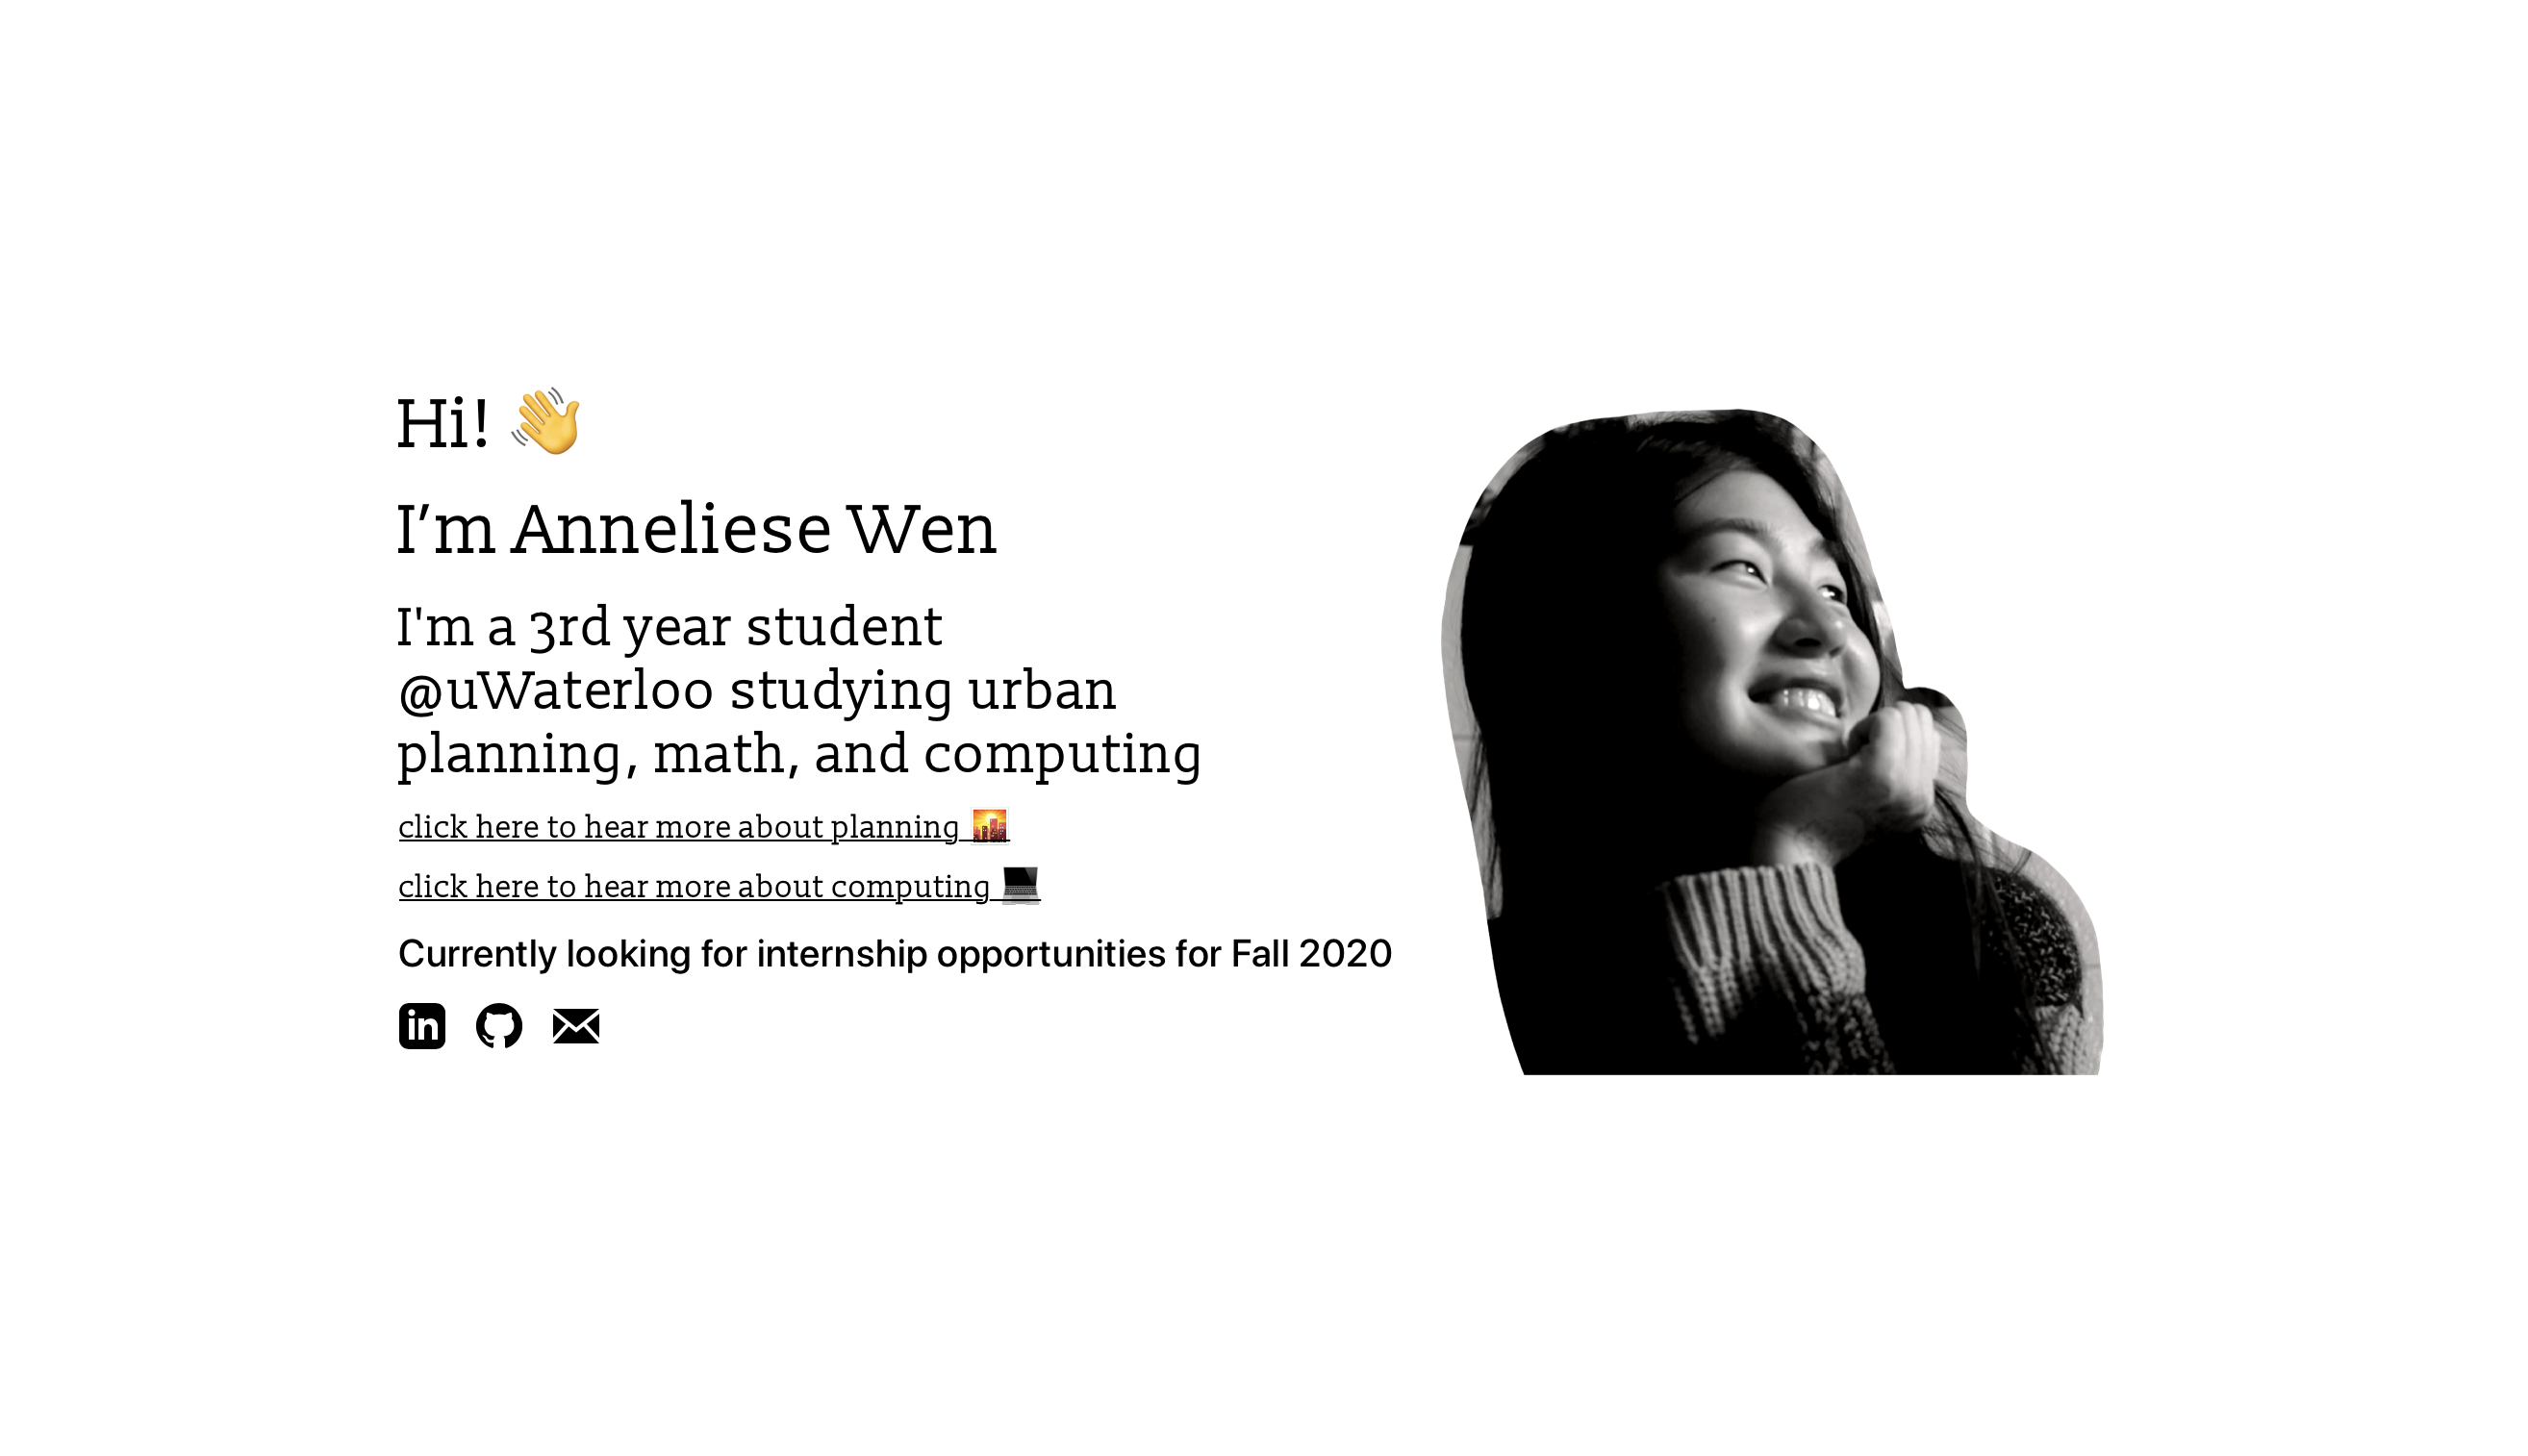 Hi! 👋
I’m Anneliese Wen
I'm a 3rd year student
@uWaterloo studying urban
planning, math, and computing
click here to hear more about planning 🌇
click here to hear more about computing 💻
Currently looking for internship opportunities for Fall 2020
in